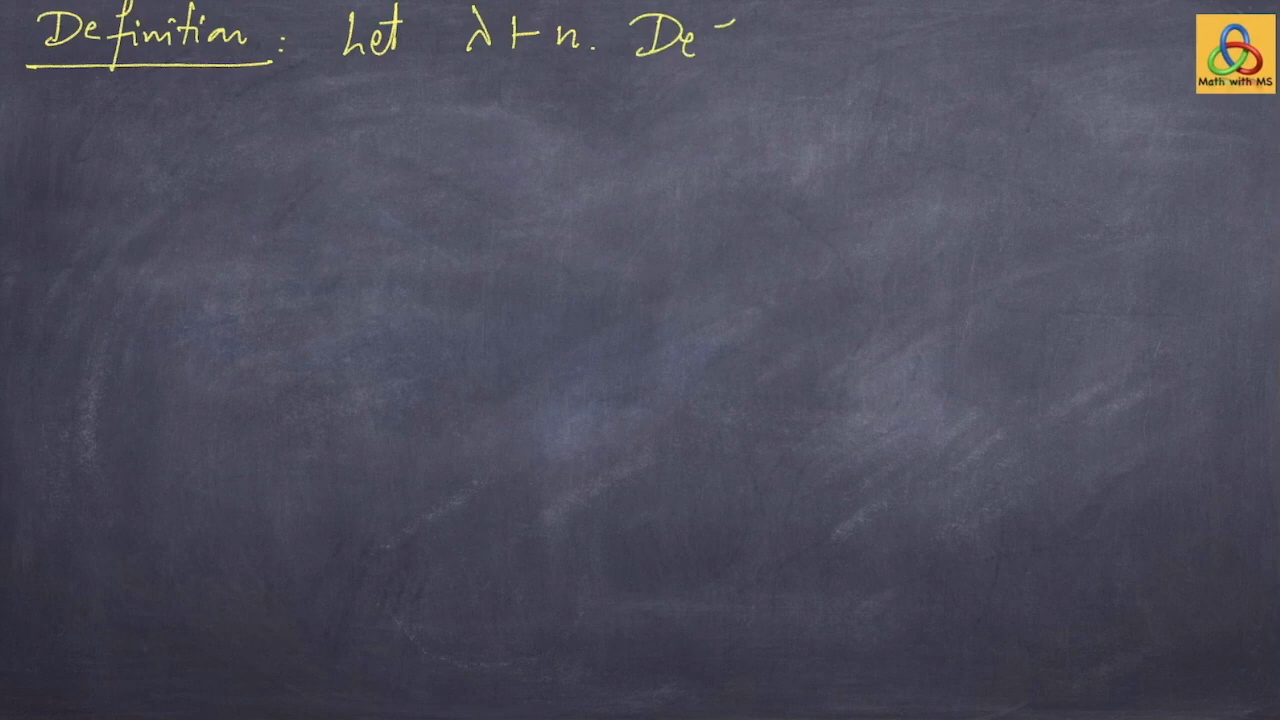 Definition : Let λ ⊢ n. De
Math with MS